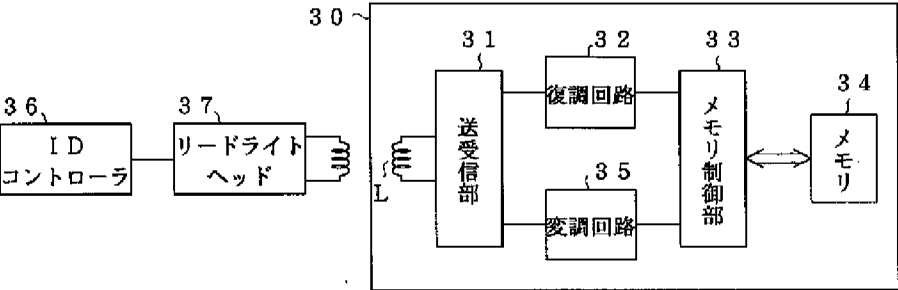 30
31
32
33
34
35
36
37
ID
コントローラ
リードライト
ヘッド
L
送受信部
復調回路
変調回路
メモリ制御部
メモリ